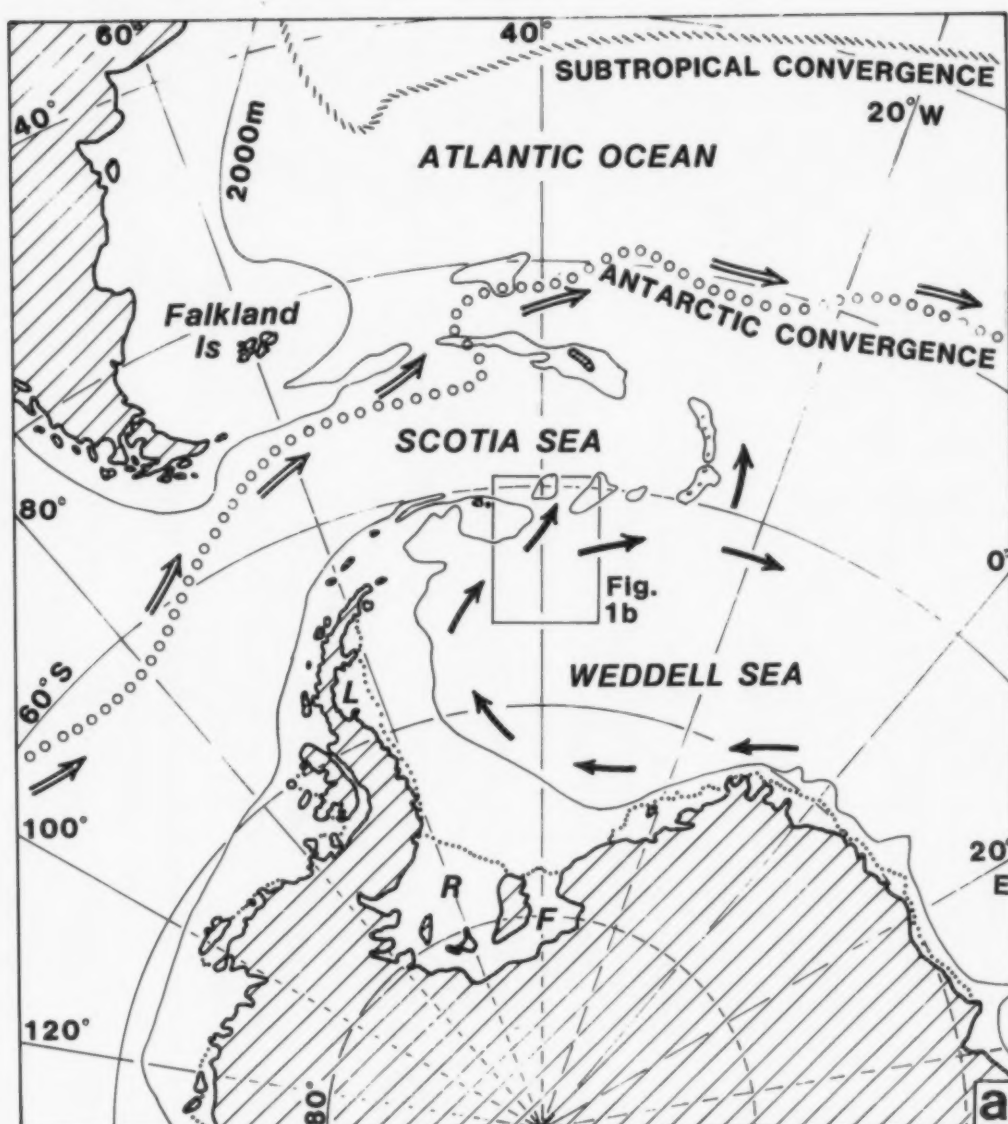 60°
40°
SUBTROPICAL CONVERGENCE
20°W
40°
2000m
ATLANTIC OCEAN
Falkland
Is
ANTARCTIC CONVERGENCE
SCOTIA SEA
80°
0°
Fig.
1b
60°S
WEDDELL SEA
L
100°
20°
E
R
F
120°
80°
a